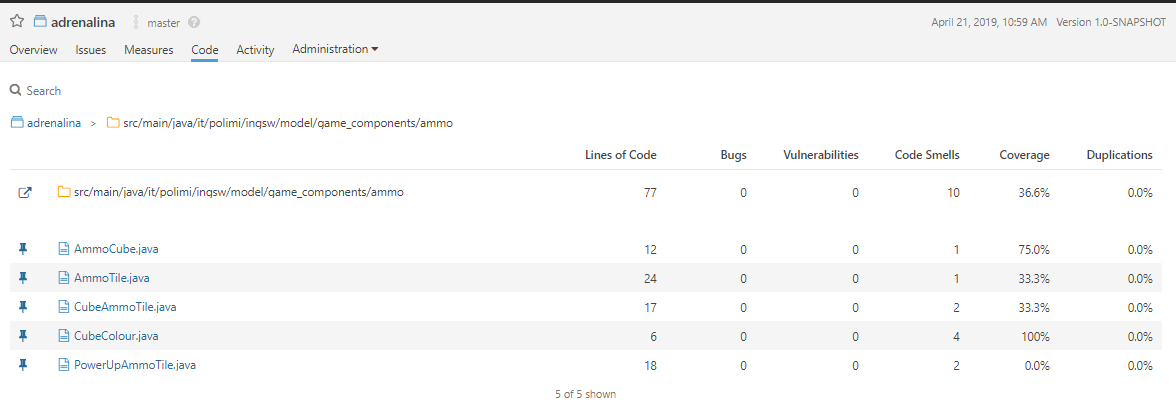 adrenalina master April 21, 2019, 10:59 AM Version 1.0-SNAPSHOT
Overview Issues Measures Code Activity Administration
Search
adrenalina > src/main/java/it/polimi/ingsw/model/game_components/ammo
Lines of Code Bugs Vulnerabilities Code Smells Coverage Duplications
src/main/java/it/polimi/ingsw/model/game_components/ammo 77 0 0 10 36.6% 0.0%
AmmoCube.java 12 0 0 1 75.0% 0.0%
AmmoTile.java 24 0 0 1 33.3% 0.0%
CubeAmmoTile.java 17 0 0 2 33.3% 0.0%
CubeColour.java 6 0 0 4 100% 0.0%
PowerUpAmmoTile.java 18 0 0 2 0.0% 0.0%
5 of 5 shown